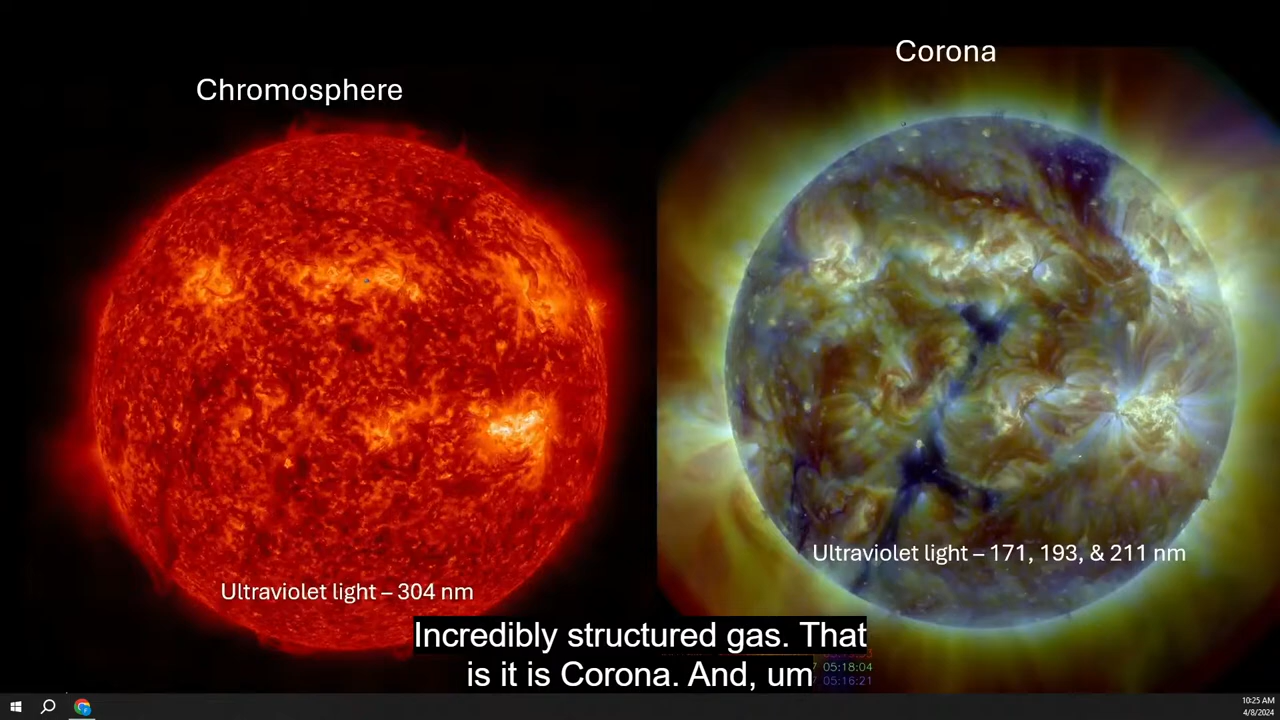 Corona
Chromosphere
Ultraviolet light – 171, 193, & 211 nm
Ultraviolet light – 304 nm
Incredibly structured gas. That
is it is Corona. And, um
05:18:04
05:16:21
10:25 AM
4/8/2024